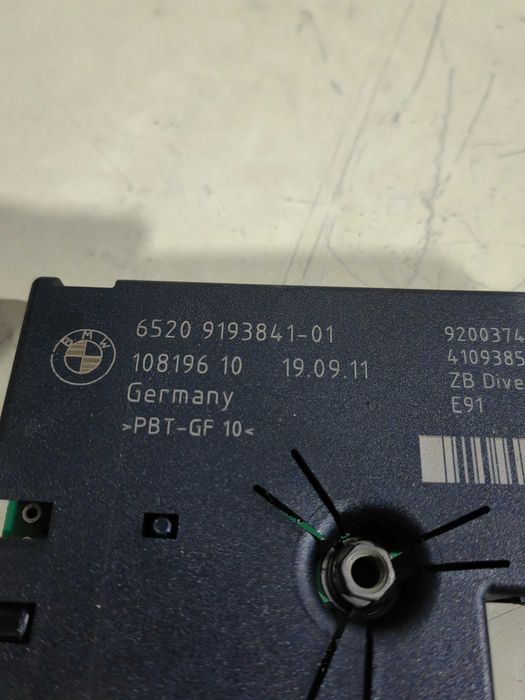 BMW
6520 9193841-01
108196 10 19.09.11
Germany
>PBT-GF 10<
9200374
4109385
ZB Dive
E91